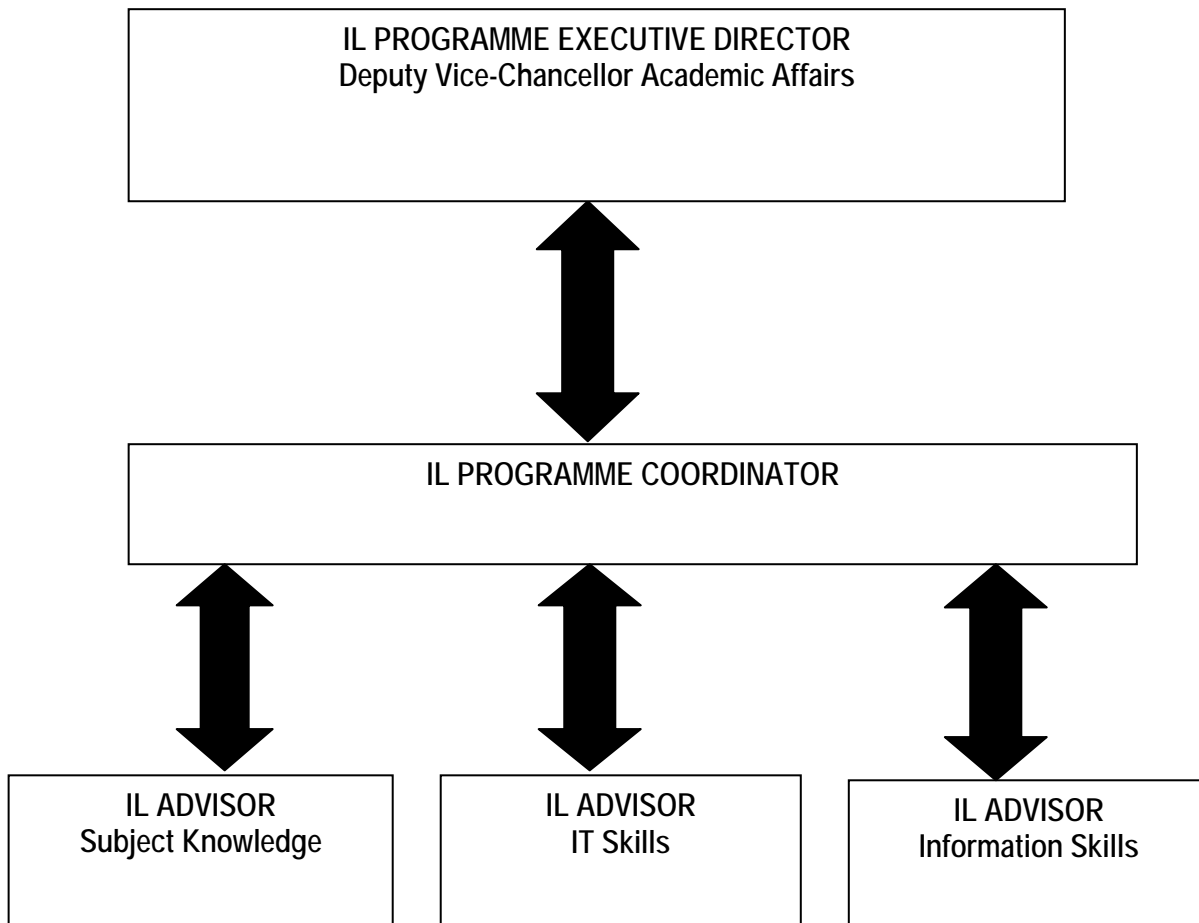 IL PROGRAMME EXECUTIVE DIRECTOR
Deputy Vice-Chancellor Academic Affairs
IL PROGRAMME COORDINATOR
IL ADVISOR
Subject Knowledge
IL ADVISOR
IT Skills
IL ADVISOR
Information Skills